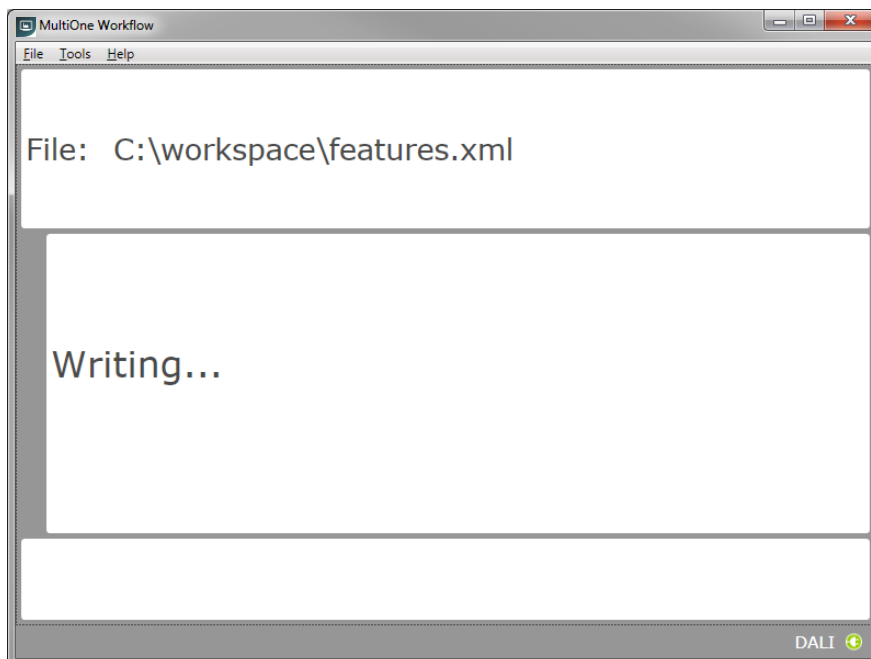 MultiOne Workflow
File Tools Help
File: C:\workspace\features.xml
Writing...
DALI